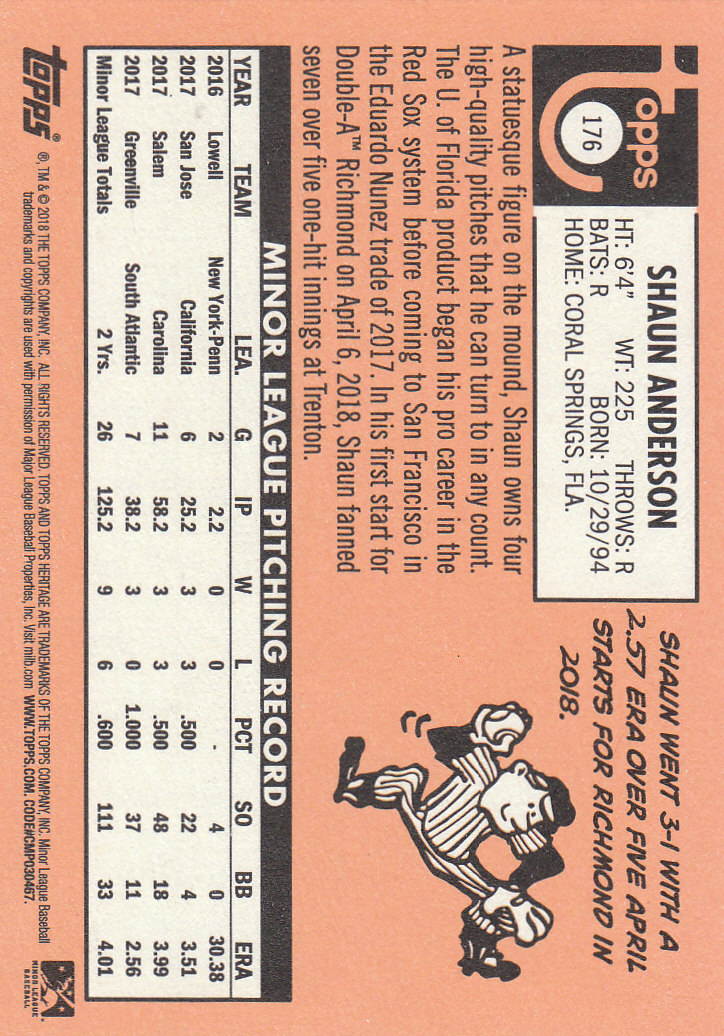 Topps
176
SHAUN ANDERSON
HT: 6'4" WT: 225 THROWS: R
BATS: R BORN: 10/29/94
HOME: CORAL SPRINGS, FLA.
SHAUN WENT 3-1 WITH A
2.57 ERA OVER FIVE APRIL
STARTS FOR RICHMOND IN
2018.
A statuesque figure on the mound, Shaun owns four
high-quality pitches that he can turn to in any count.
The U. of Florida product began his pro career in the
Red Sox system before coming to San Francisco in
the Eduardo Nunez trade of 2017. In his first start for
Double-A™ Richmond on April 6, 2018, Shaun fanned
seven over five one-hit innings at Trenton.
MINOR LEAGUE PITCHING RECORD
YEAR TEAM LEA. G IP W L PCT SO BB ERA
2016 Lowell New York-Penn 2 2.2 0 0 - 4 0 30.38
2017 San Jose California 6 25.2 3 3 .500 22 4 3.51
2017 Salem Carolina 11 58.2 3 3 .500 48 18 3.99
2017 Greenville South Atlantic 7 38.2 3 0 1.000 37 11 2.56
Minor League Totals 2 Yrs. 26 125.2 9 6 .600 111 33 4.01
topps® ®, TM & © 2018 THE TOPPS COMPANY, INC. ALL RIGHTS RESERVED. TOPPS AND TOPPS HERITAGE ARE TRADEMARKS OF THE TOPPS COMPANY, INC. Minor League Baseball
trademarks and copyrights are used with permission of Major League Baseball Properties, Inc. Visit milb.com WWW.TOPPS.COM. CODE#CMP030467.
MINOR LEAGUE
BASEBALL